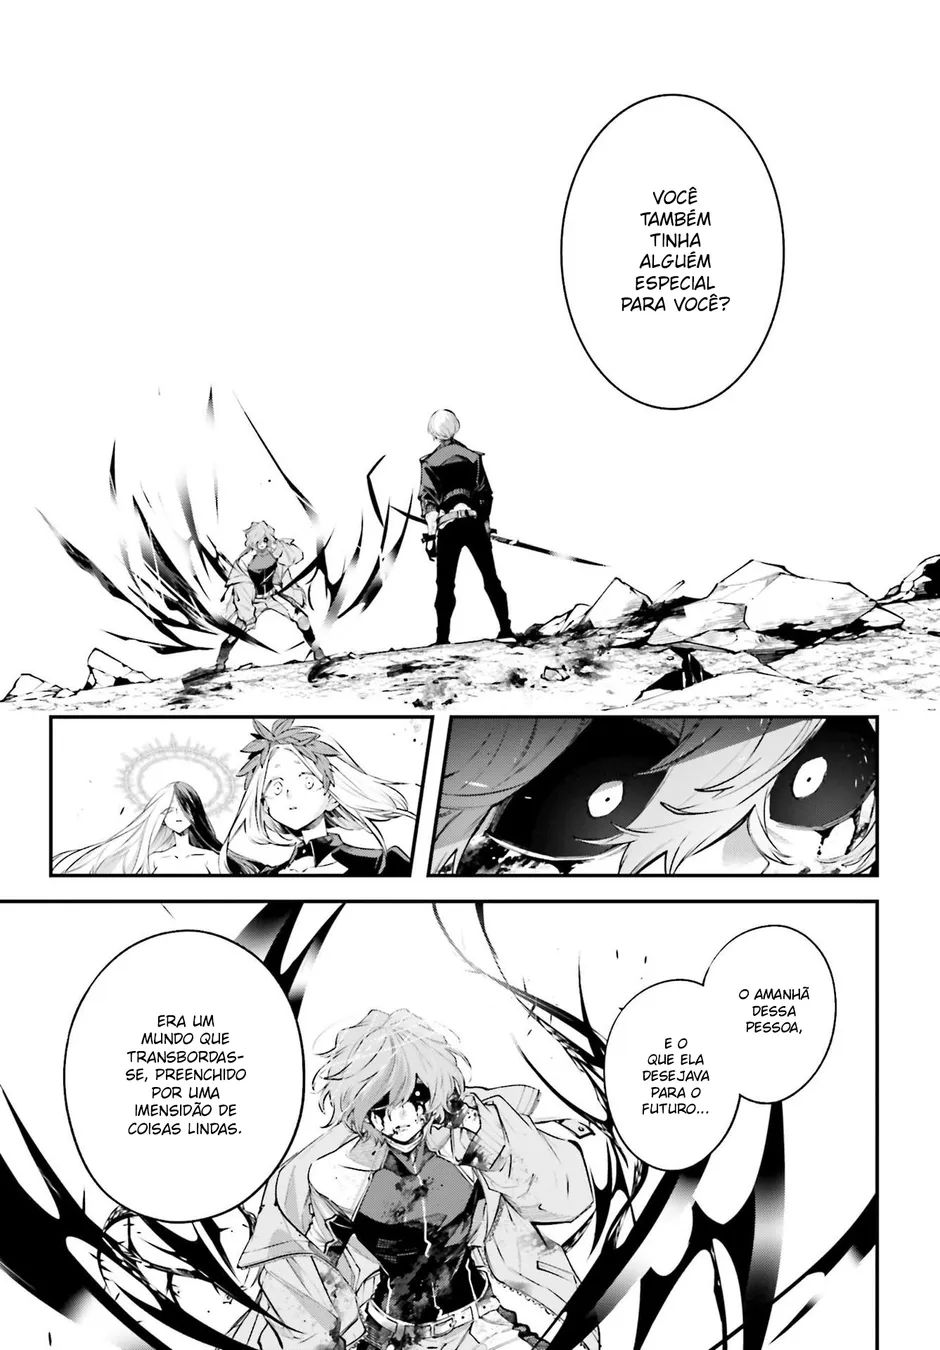 VOCÊ
TAMBÉM
TINHA
ALGUÉM
ESPECIAL
PARA VOCÊ?
O AMANHÃ
DESSA
PESSOA,
E O
QUE ELA
DESEJAVA
PARA O
FUTURO...
ERA UM
MUNDO QUE
TRANSBORDAS-
SE, PREENCHIDO
POR UMA
IMENSIDÃO DE
COISAS LINDAS.